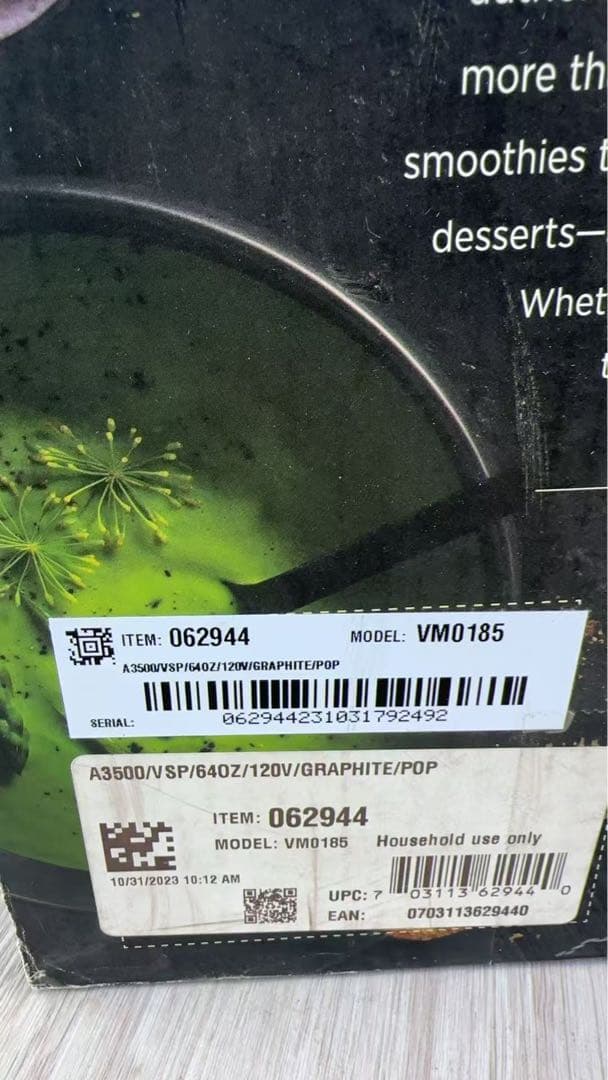 more th
smoothies t
desserts—
Whet
t
ITEM: 062944 MODEL: VM0185
A3500/VSP/64OZ/120V/GRAPHITE/POP
SERIAL: 062944231031792492
A3500/VSP/64OZ/120V/GRAPHITE/POP
ITEM: 062944
MODEL: VM0185 Household use only
10/31/2023 10:12 AM
UPC: 7 03113 62944 0
EAN: 0703113629440